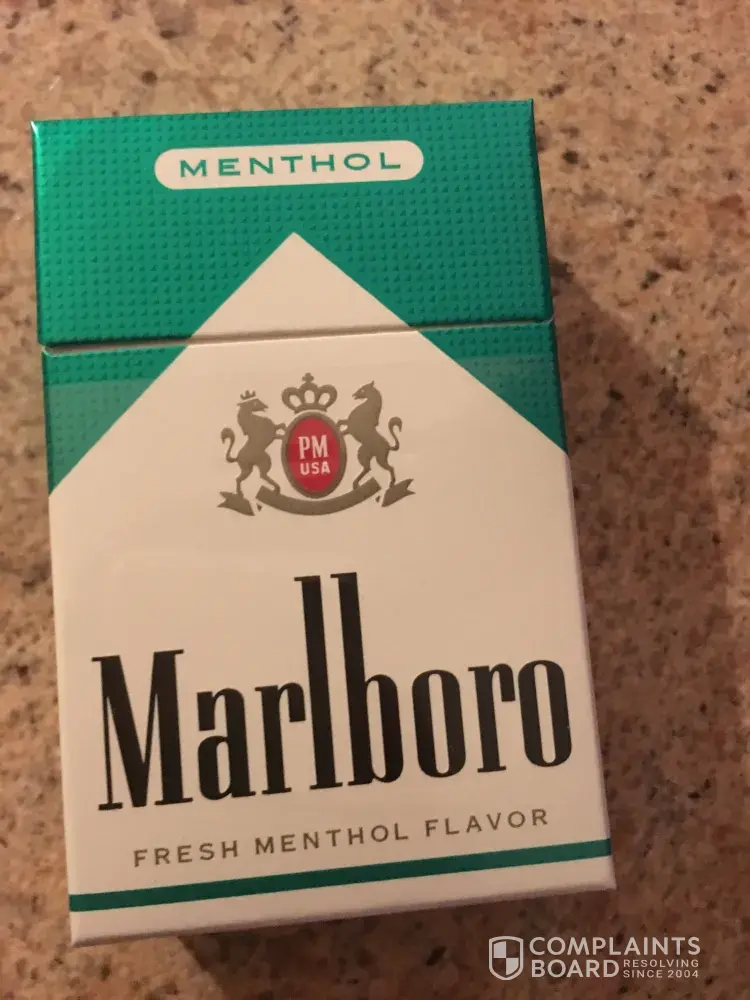 MENTHOL
PM
USA
Marlboro
FRESH MENTHOL FLAVOR
COMPLAINTS
BOARD RESOLVING
SINCE 2004